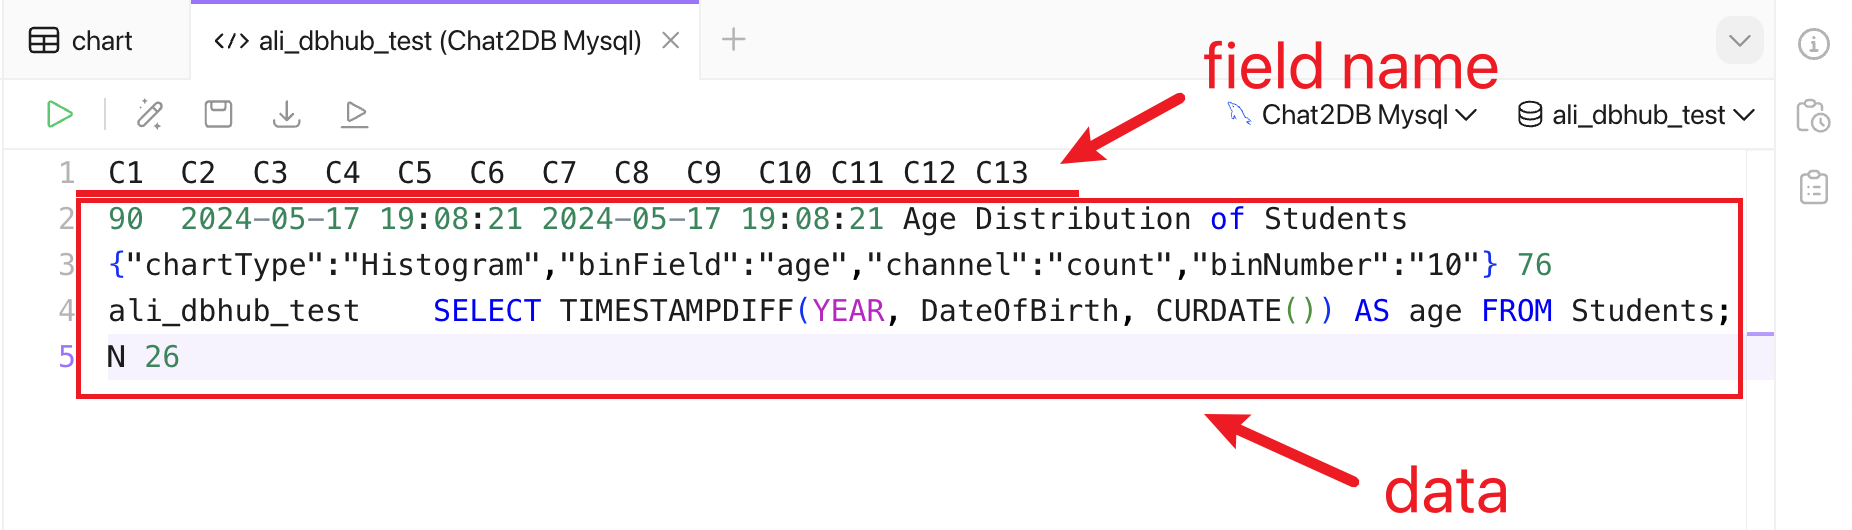 chart
</> ali_dbhub_test (Chat2DB Mysql)
field name
Chat2DB Mysql
ali_dbhub_test
1 C1 C2 C3 C4 C5 C6 C7 C8 C9 C10 C11 C12 C13
2 90 2024-05-17 19:08:21 2024-05-17 19:08:21 Age Distribution of Students
3 {"chartType":"Histogram","binField":"age","channel":"count","binNumber":"10"} 76
4 ali_dbhub_test SELECT TIMESTAMPDIFF(YEAR, DateOfBirth, CURDATE()) AS age FROM Students;
5 N 26
data